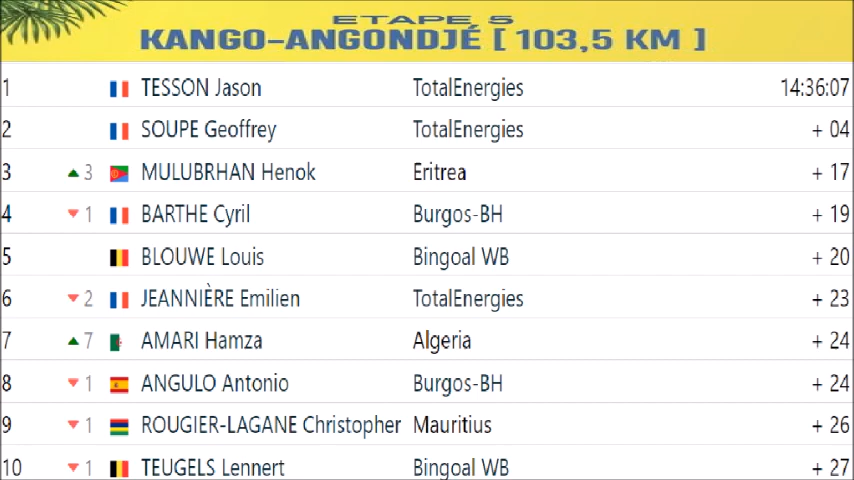 ETAPE 5
KANGO-ANGONDJÉ [ 103,5 KM ]
1 TESSON Jason TotalEnergies 14:36:07
2 SOUPE Geoffrey TotalEnergies + 04
3 3 MULUBRHAN Henok Eritrea + 17
4 1 BARTHE Cyril Burgos-BH + 19
5 BLOUWE Louis Bingoal WB + 20
6 2 JEANNIÈRE Emilien TotalEnergies + 23
7 7 AMARI Hamza Algeria + 24
8 1 ANGULO Antonio Burgos-BH + 24
9 1 ROUGIER-LAGANE Christopher Mauritius + 26
10 1 TEUGELS Lennert Bingoal WB + 27